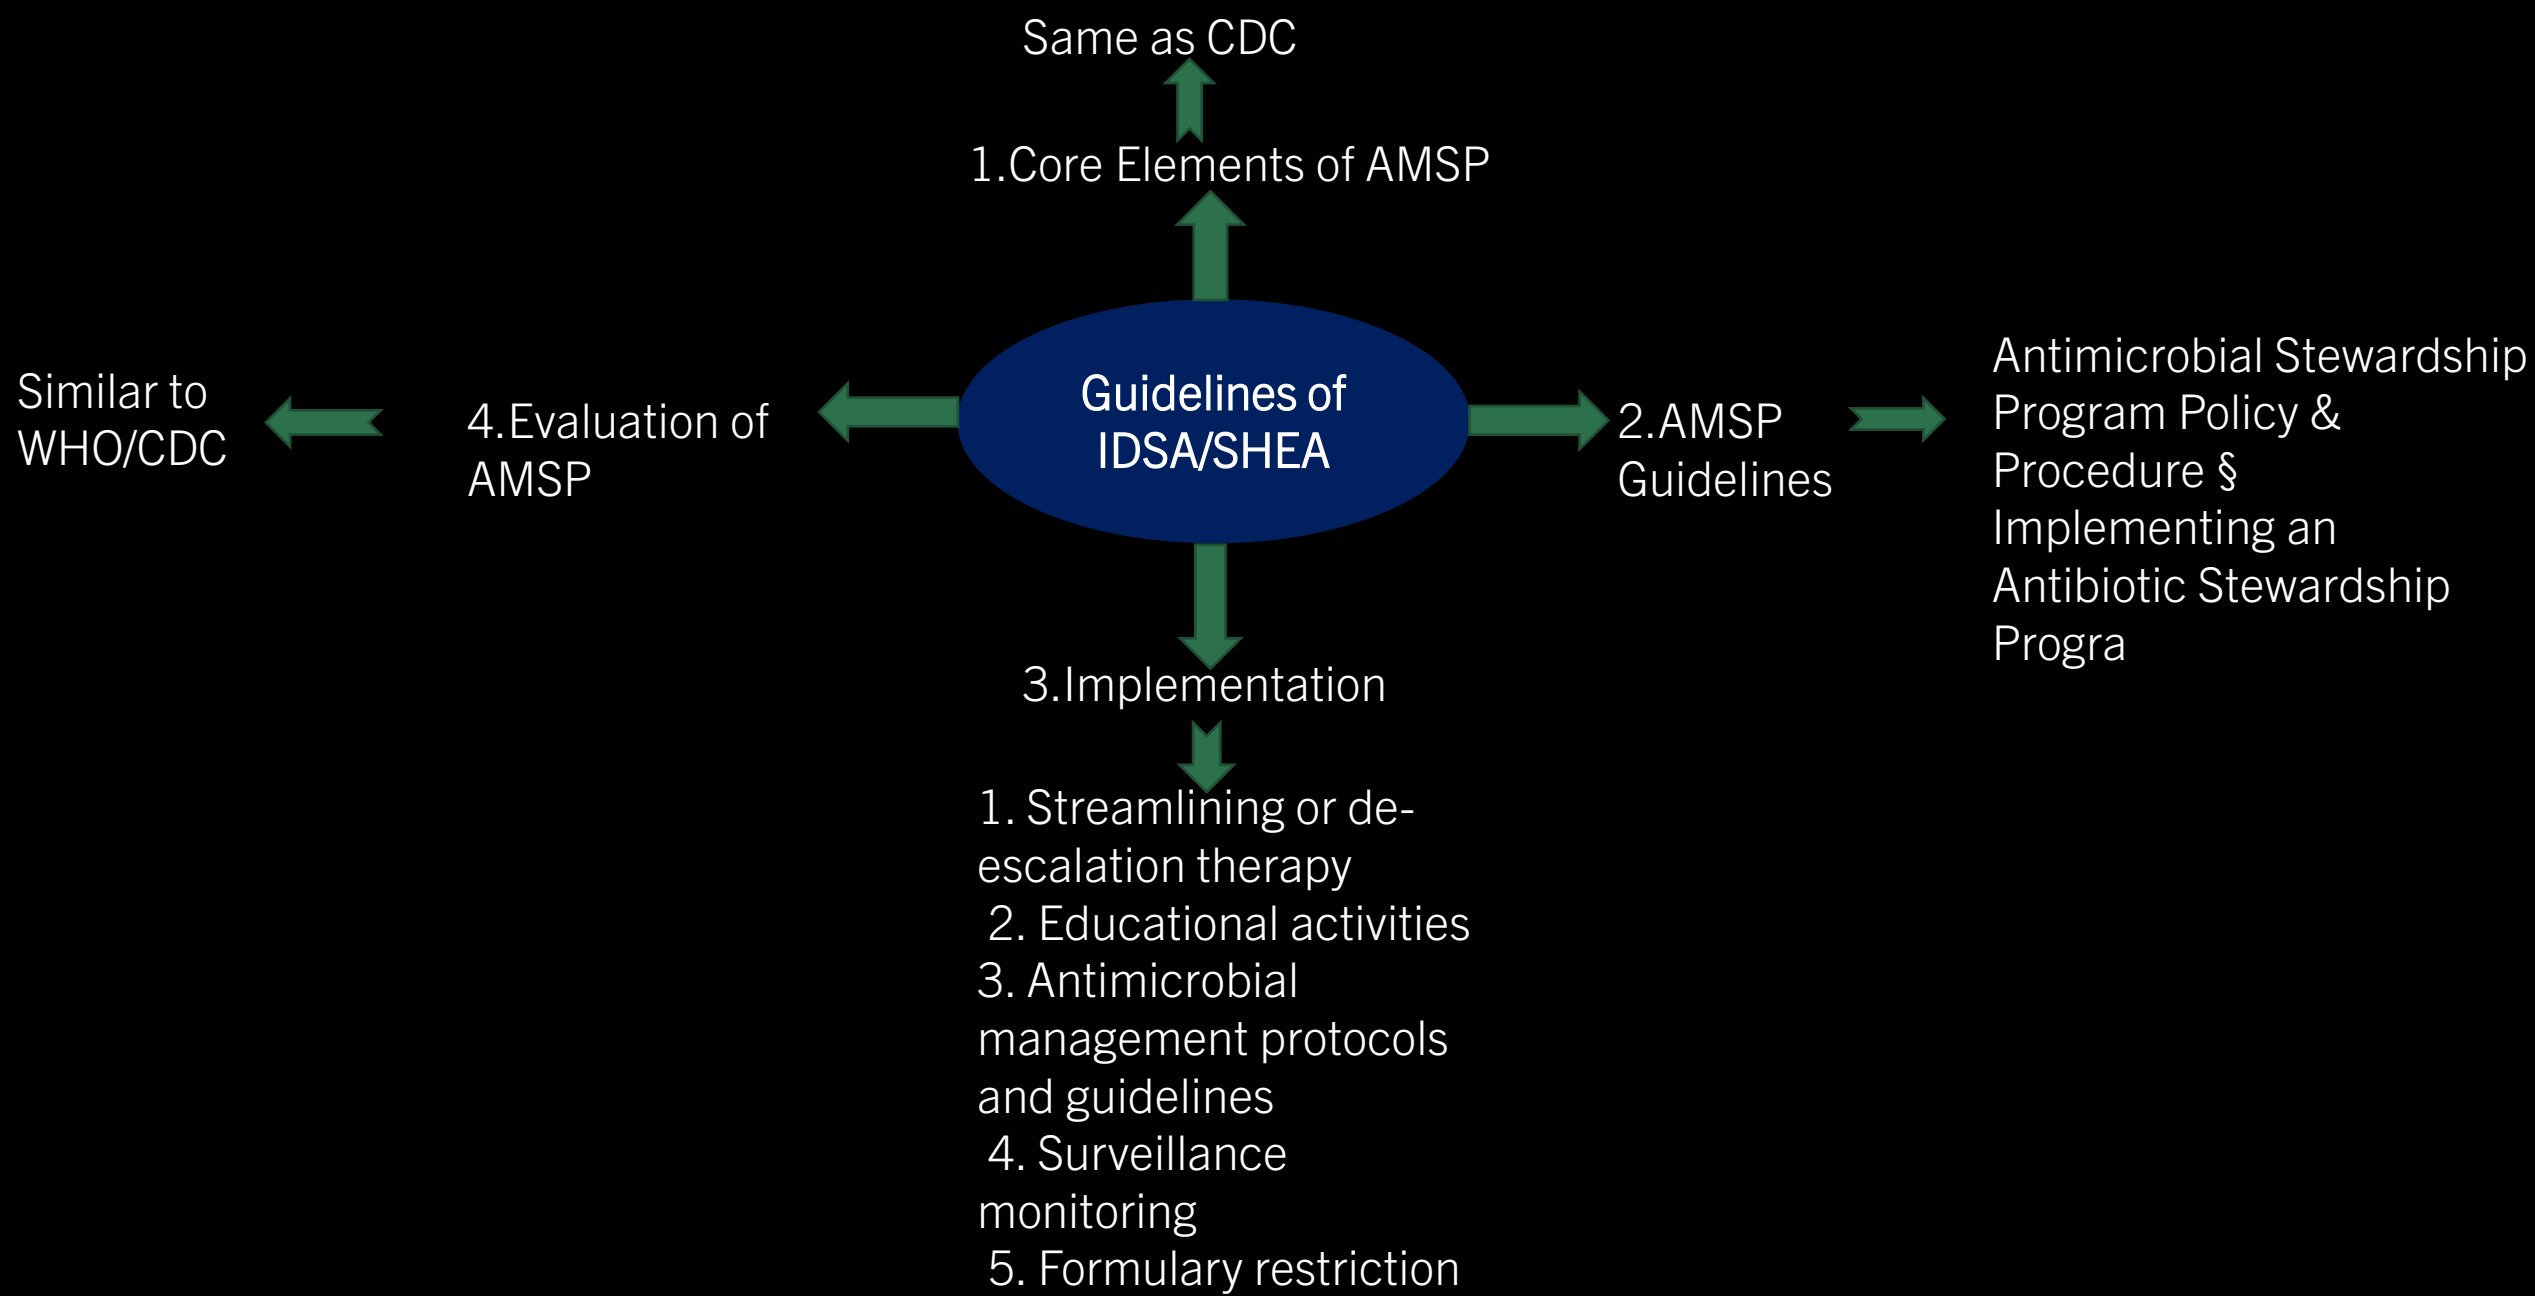 Same as CDC
1.Core Elements of AMSP
Guidelines of
IDSA/SHEA
2.AMSP
Guidelines
Antimicrobial Stewardship
Program Policy &
Procedure §
Implementing an
Antibiotic Stewardship
Progra
3.Implementation
1. Streamlining or de-
escalation therapy
2. Educational activities
3. Antimicrobial
management protocols
and guidelines
4. Surveillance
monitoring
5. Formulary restriction
4.Evaluation of
AMSP
Similar to
WHO/CDC